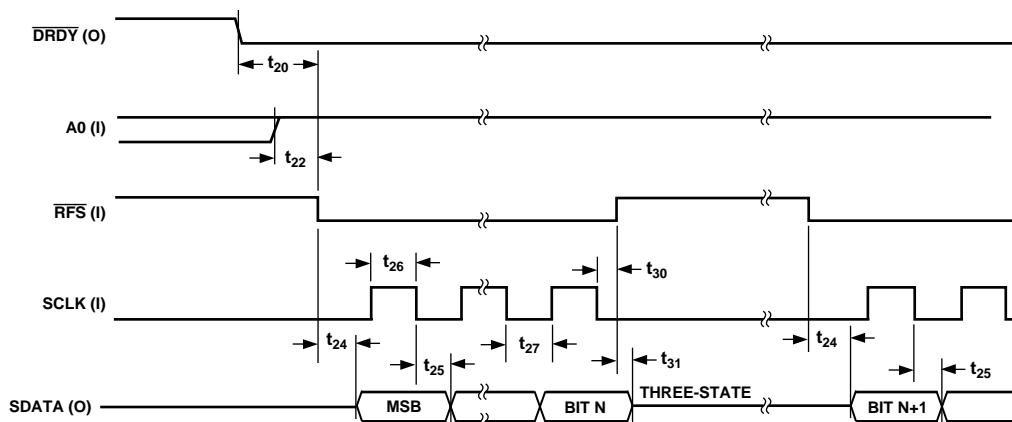 DRDY (O)
t20
A0 (I)
t22
RFS (I)
t26
t30
SCLK (I)
t24
t25
t27
t31
t24
t25
THREE-STATE
SDATA (O)
MSB
BIT N
BIT N+1